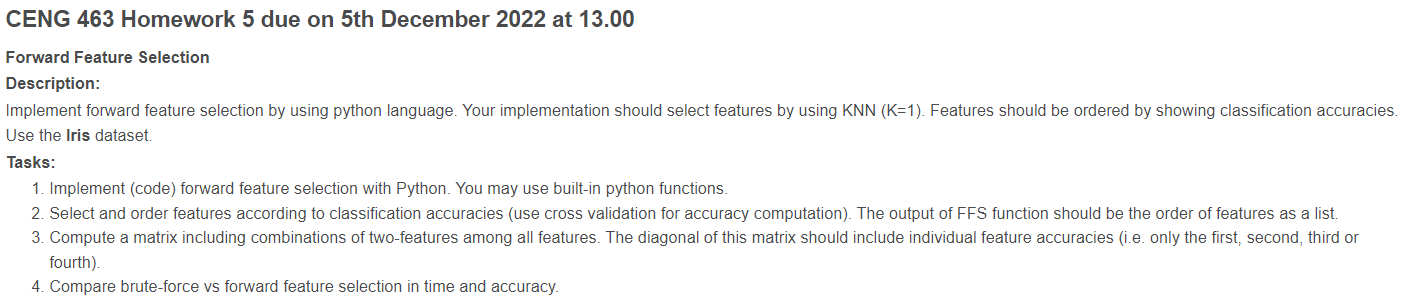 CENG 463 Homework 5 due on 5th December 2022 at 13.00
Forward Feature Selection
Description:
Implement forward feature selection by using python language. Your implementation should select features by using KNN (K=1). Features should be ordered by showing classification accuracies.
Use the Iris dataset.
Tasks:
1. Implement (code) forward feature selection with Python. You may use built-in python functions.
2. Select and order features according to classification accuracies (use cross validation for accuracy computation). The output of FFS function should be the order of features as a list.
3. Compute a matrix including combinations of two-features among all features. The diagonal of this matrix should include individual feature accuracies (i.e. only the first, second, third or
fourth).
4. Compare brute-force vs forward feature selection in time and accuracy.